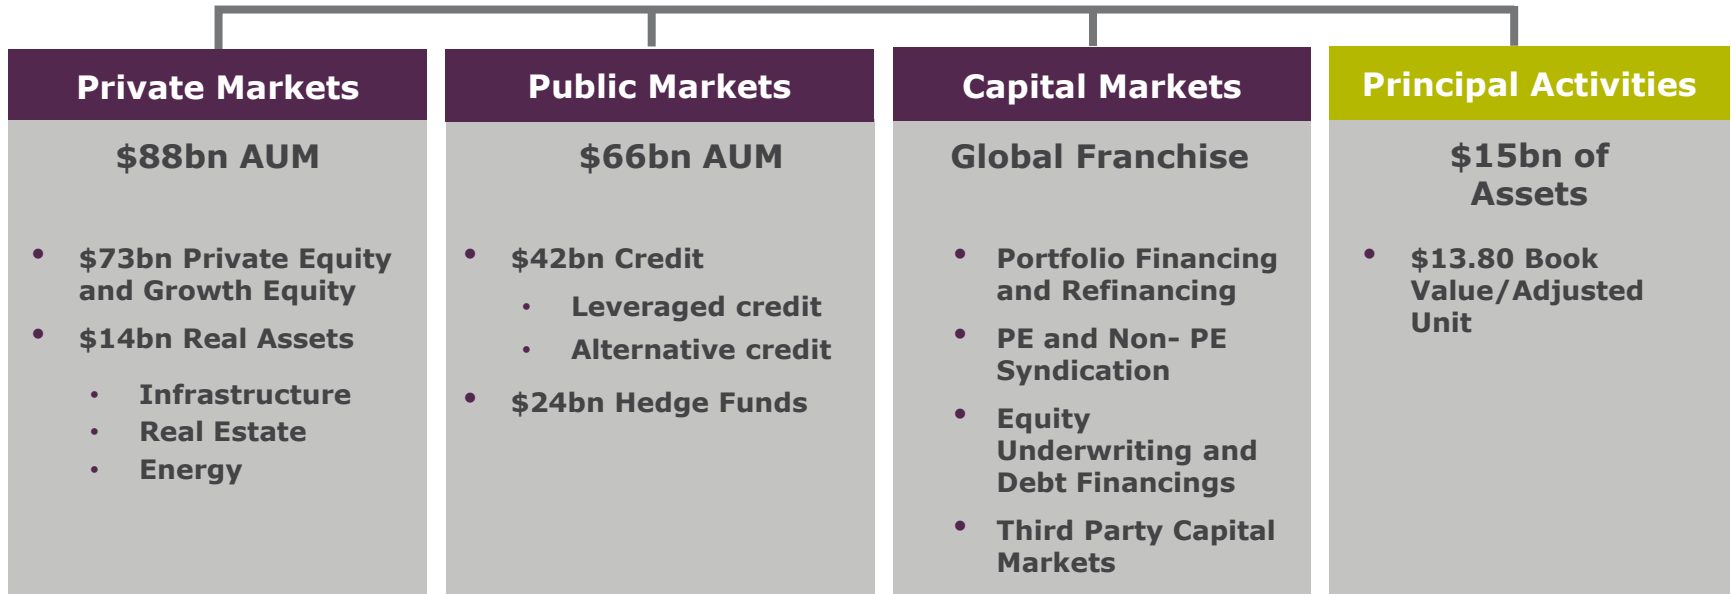 Private Markets
$88bn AUM
• $73bn Private Equity
and Growth Equity
• $14bn Real Assets
• Infrastructure
• Real Estate
• Energy
Public Markets
$66bn AUM
• $42bn Credit
• Leveraged credit
• Alternative credit
• $24bn Hedge Funds
Capital Markets
Global Franchise
• Portfolio Financing
and Refinancing
• PE and Non- PE
Syndication
• Equity
Underwriting and
Debt Financings
• Third Party Capital
Markets
Principal Activities
$15bn of
Assets
• $13.80 Book
Value/Adjusted
Unit